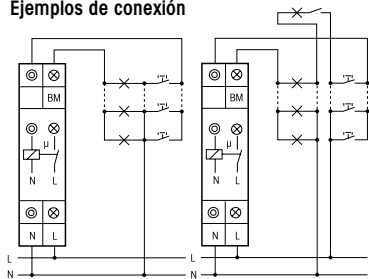 Ejemplos de conexión
BM BM
µ µ
N L N L
N L N L
L L
N N